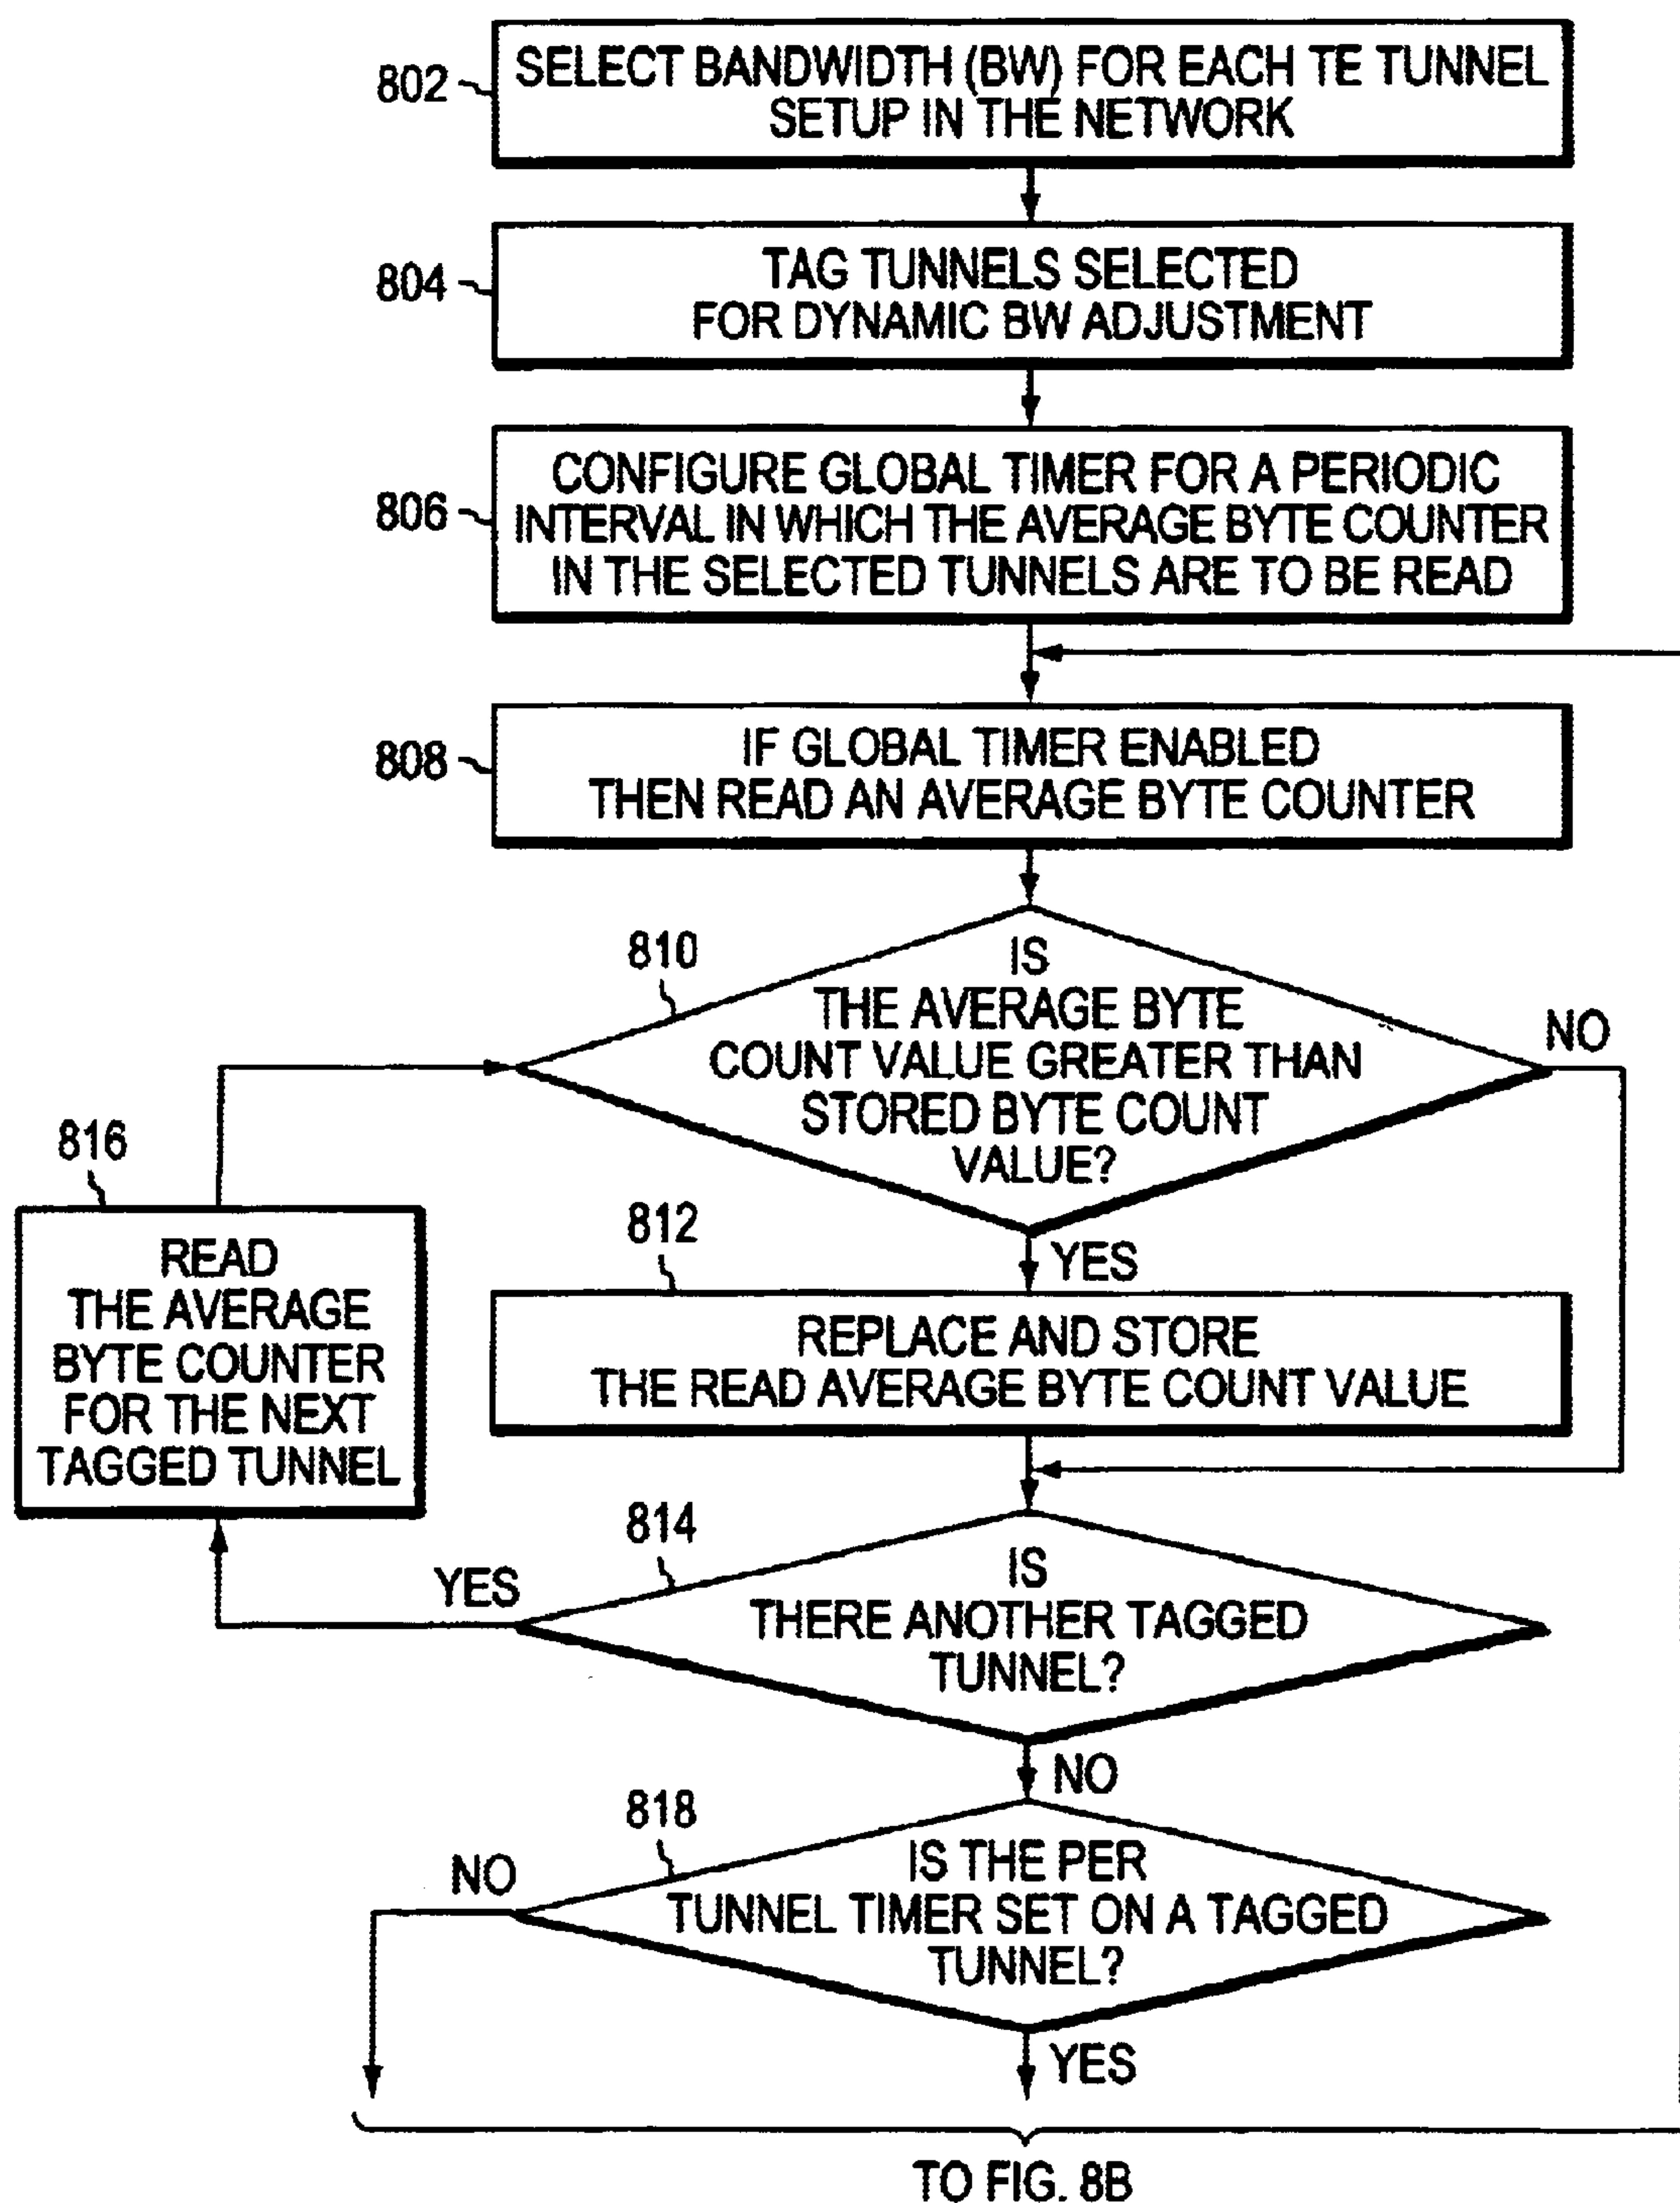 802
SELECT BANDWIDTH (BW) FOR EACH TE TUNNEL
SETUP IN THE NETWORK
804
TAG TUNNELS SELECTED
FOR DYNAMIC BW ADJUSTMENT
806
CONFIGURE GLOBAL TIMER FOR A PERIODIC
INTERVAL IN WHICH THE AVERAGE BYTE COUNTER
IN THE SELECTED TUNNELS ARE TO BE READ
808
IF GLOBAL TIMER ENABLED
THEN READ AN AVERAGE BYTE COUNTER
810
IS
THE AVERAGE BYTE
COUNT VALUE GREATER THAN
STORED BYTE COUNT
VALUE?
NO
YES
812
REPLACE AND STORE
THE READ AVERAGE BYTE COUNT VALUE
816
READ
THE AVERAGE
BYTE COUNTER
FOR THE NEXT
TAGGED TUNNEL
814
IS
THERE ANOTHER TAGGED
TUNNEL?
YES
NO
818
IS THE PER
TUNNEL TIMER SET ON A TAGGED
TUNNEL?
NO
YES
TO FIG. 8B